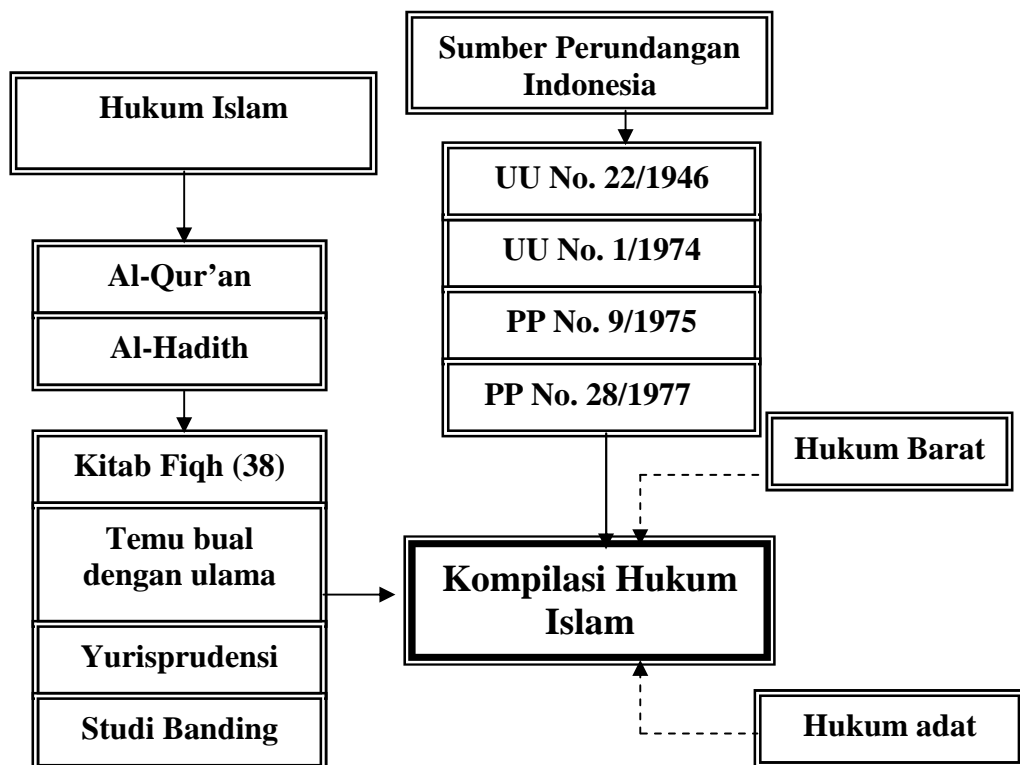 Hukum Islam
Al-Qur’an
Al-Hadith
Kitab Fiqh (38)
Temu bual
dengan ulama
Yurisprudensi
Studi Banding
Sumber Perundangan
Indonesia
UU No. 22/1946
UU No. 1/1974
PP No. 9/1975
PP No. 28/1977
Hukum Barat
Kompilasi Hukum
Islam
Hukum adat